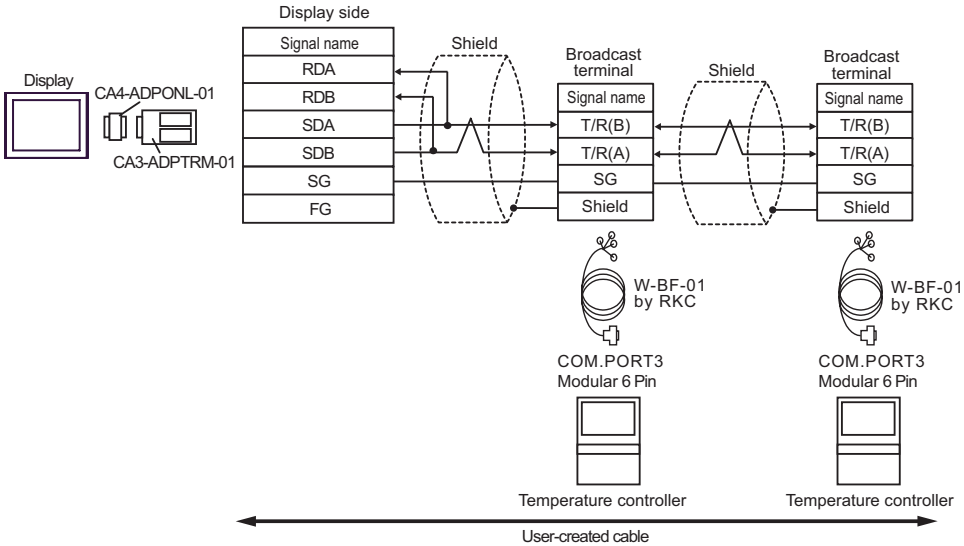 Display side
Signal name
RDA
RDB
SDA
SDB
SG
FG
Shield
Display
CA4-ADPONL-01
CA3-ADPTRM-01
Broadcast
terminal
Signal name
T/R(B)
T/R(A)
SG
Shield
Shield
Broadcast
terminal
Signal name
T/R(B)
T/R(A)
SG
Shield
W-BF-01
by RKC
W-BF-01
by RKC
COM.PORT3
Modular 6 Pin
COM.PORT3
Modular 6 Pin
Temperature controller
Temperature controller
User-created cable